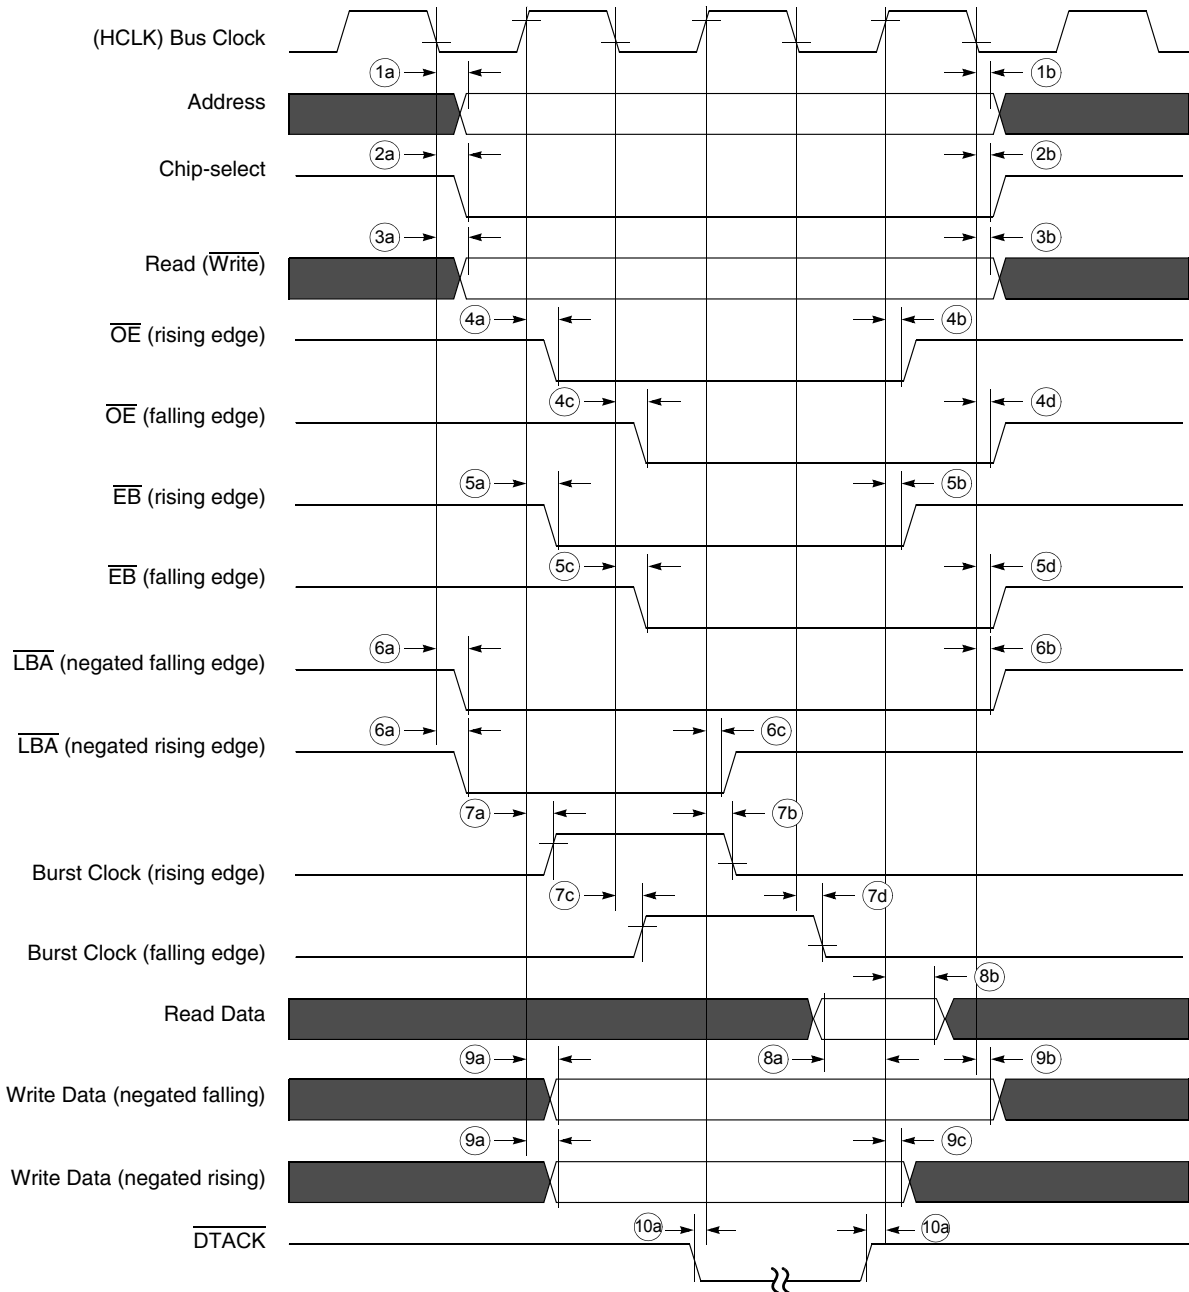 (HCLK) Bus Clock
1a 1b
Address
2a 2b
Chip-select
3a 3b
Read (Write)
4a 4b
OE (rising edge)
4c 4d
OE (falling edge)
5a 5b
EB (rising edge)
5c 5d
EB (falling edge)
6a 6b
LBA (negated falling edge)
6a 6c
LBA (negated rising edge)
7a 7b
Burst Clock (rising edge)
7c 7d
Burst Clock (falling edge)
8b
Read Data
9a 8a 9b
Write Data (negated falling)
9a 9c
Write Data (negated rising)
10a 10a
DTACK